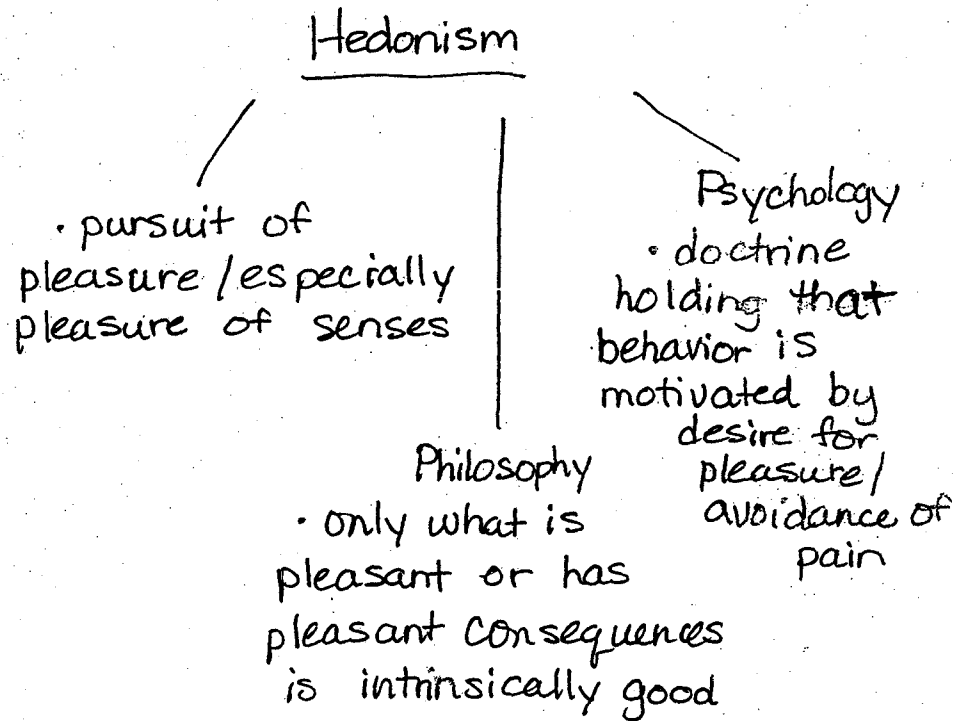 Hedonism
· pursuit of
pleasure / especially
pleasure of senses
Philosophy
· only what is
pleasant or has
pleasant consequences
is intrinsically good
Psychology
· doctrine
holding that
behavior is
motivated by
desire for
pleasure /
avoidance of
pain